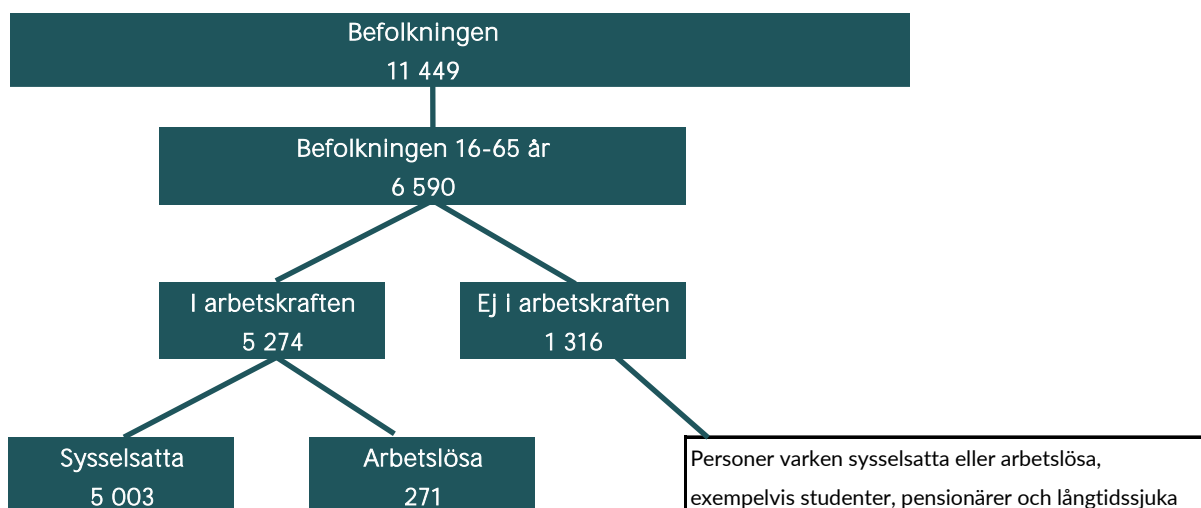 Befolkningen
11 449
Befolkningen 16-65 år
6 590
I arbetskraften
5 274
Ej i arbetskraften
1 316
Sysselsatta
5 003
Arbetslösa
271
Personer varken sysselsatta eller arbetslösa,
exempelvis studenter, pensionärer och långtidssjuka